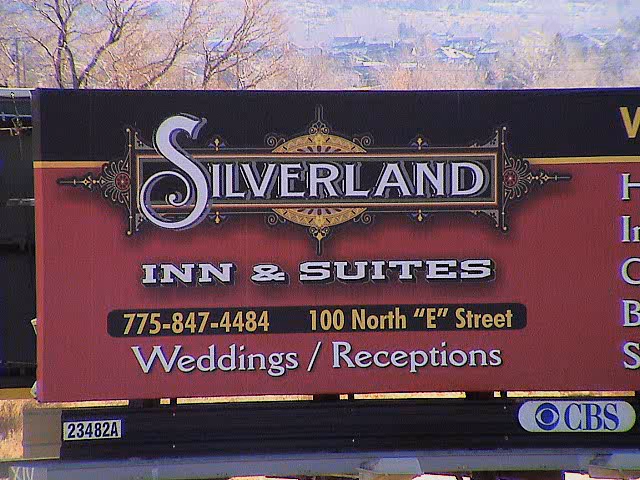 SILVERLAND
INN & SUITES
775-847-4484 100 North "E" Street
Weddings / Receptions
23482A
CBS